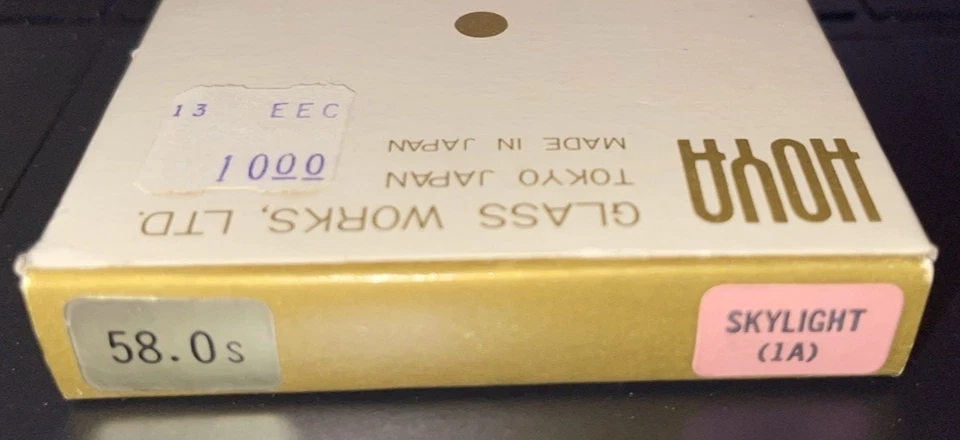 13 EEC
1000
HOYA
GLASS WORKS, LTD.
TOKYO JAPAN
MADE IN JAPAN
58.0s
SKYLIGHT
(1A)